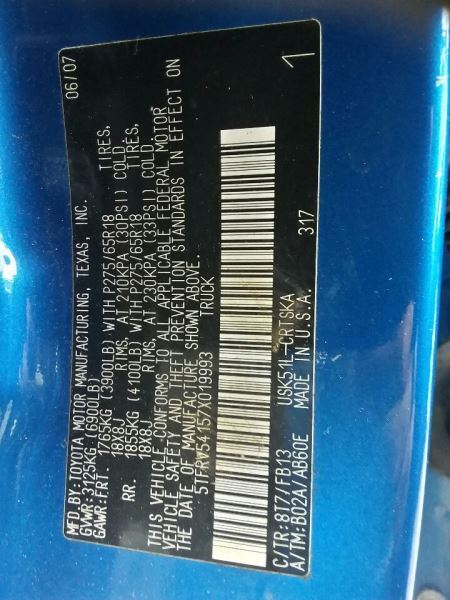 MFD.BY:TOYOTA MOTOR MANUFACTURING, TEXAS, INC. 06/07
GVWR:3125KG(6900LB)
GAWR:FRT. 1765KG(3900LB) WITH P275/65R18 TIRES,
18X8J RIMS, AT 210KPA(30PSI) COLD
RR. 1855KG(4100LB) WITH P275/65R18 TIRES,
18X8J RIMS, AT 230KPA(33PSI) COLD
THIS VEHICLE CONFORMS TO ALL APPLICABLE FEDERAL MOTOR
VEHICLE SAFETY AND THEFT PREVENTION STANDARDS IN EFFECT ON
THE DATE OF MANUFACTURE SHOWN ABOVE.
5TFRV54157X019993 TRUCK
1
C/TR:8T7/FB13 USK51L-CRTSKA 317
A/TM:B02A/AB60E MADE IN U.S.A.